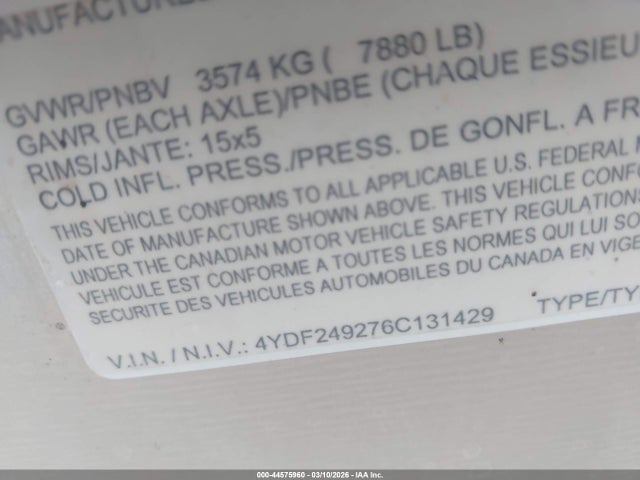 MANUFACTURED
GVWR/PNBV 3574 KG ( 7880 LB)
GAWR (EACH AXLE)/PNBE (CHAQUE ESSIEU
RIMS/JANTE: 15x5
COLD INFL. PRESS./PRESS. DE GONFL. A FR
THIS VEHICLE CONFORMS TO ALL APPLICABLE U.S. FEDERAL M
DATE OF MANUFACTURE SHOWN ABOVE. THIS VEHICLE CONF
UNDER THE CANADIAN MOTOR VEHICLE SAFETY REGULATIONS
VEHICULE EST CONFORME A TOUTES LES NORMES QUI LUI SO
SECURITE DES VEHICULES AUTOMOBILES DU CANADA EN VIGE
V.I.N. / N.I.V.: 4YDF249276C131429 TYPE/TY
000-44575960 - 03/10/2026 - IAA Inc.